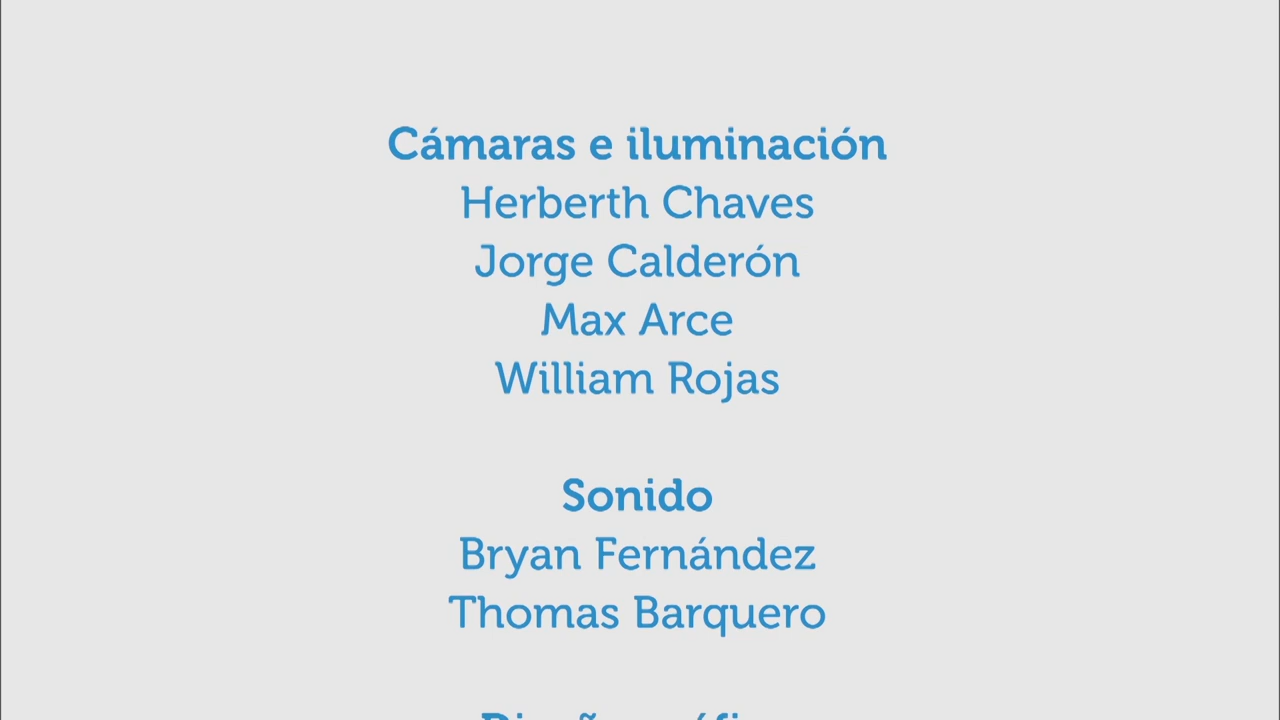 Cámaras e iluminación
Herberth Chaves
Jorge Calderón
Max Arce
William Rojas
Sonido
Bryan Fernández
Thomas Barquero